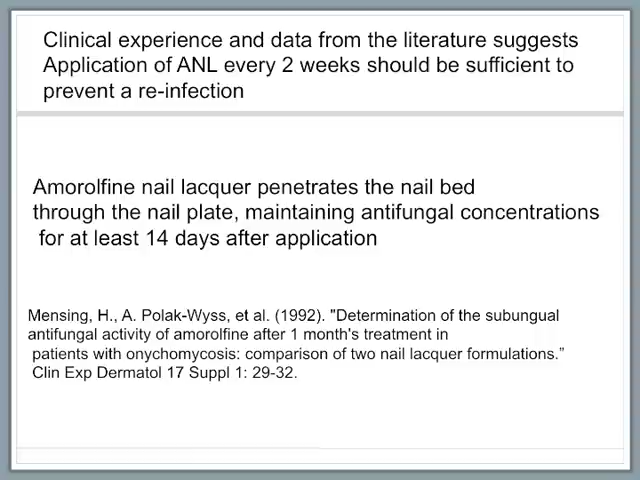 Clinical experience and data from the literature suggests
Application of ANL every 2 weeks should be sufficient to
prevent a re-infection
Amorolfine nail lacquer penetrates the nail bed
through the nail plate, maintaining antifungal concentrations
for at least 14 days after application
Mensing, H., A. Polak-Wyss, et al. (1992). "Determination of the subungual
antifungal activity of amorolfine after 1 month's treatment in
patients with onychomycosis: comparison of two nail lacquer formulations.”
Clin Exp Dermatol 17 Suppl 1: 29-32.